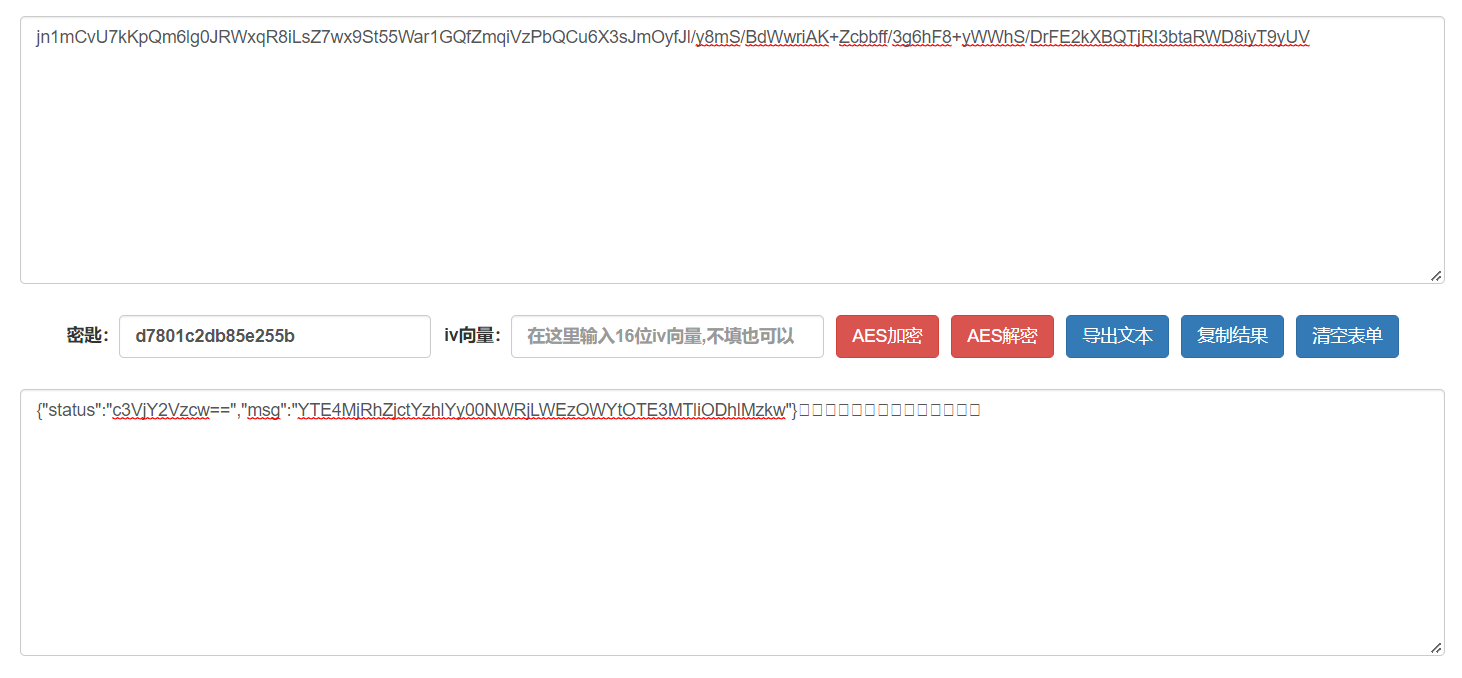 jn1mCvU7kKpQm6lg0JRWxqR8iLsZ7wx9St55War1GQfZmqiVzPbQCu6X3sJmOyfJl/y8mS/BdWwriAK+Zcbbff/3g6hF8+yWWhS/DrFE2kXBQTjRI3btaRWD8iyT9yUV
密匙： d7801c2db85e255b iv向量： 在这里输入16位iv向量,不填也可以 AES加密 AES解密 导出文本 复制结果 清空表单
{"status":"c3VjY2Vzcw==","msg":"YTE4MjRhZjctYzhlYy00NWRjLWEzOWYtOTE3MTliODhlMzkw"}